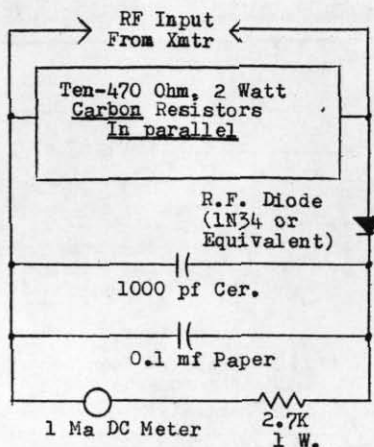 RF Input
From Xmtr
Ten-470 Ohm, 2 Watt
Carbon Resistors
In parallel
R.F. Diode
(1N34 or
Equivalent)
1000 pf Cer.
0.1 mf Paper
1 Ma DC Meter
2.7K
1 W.